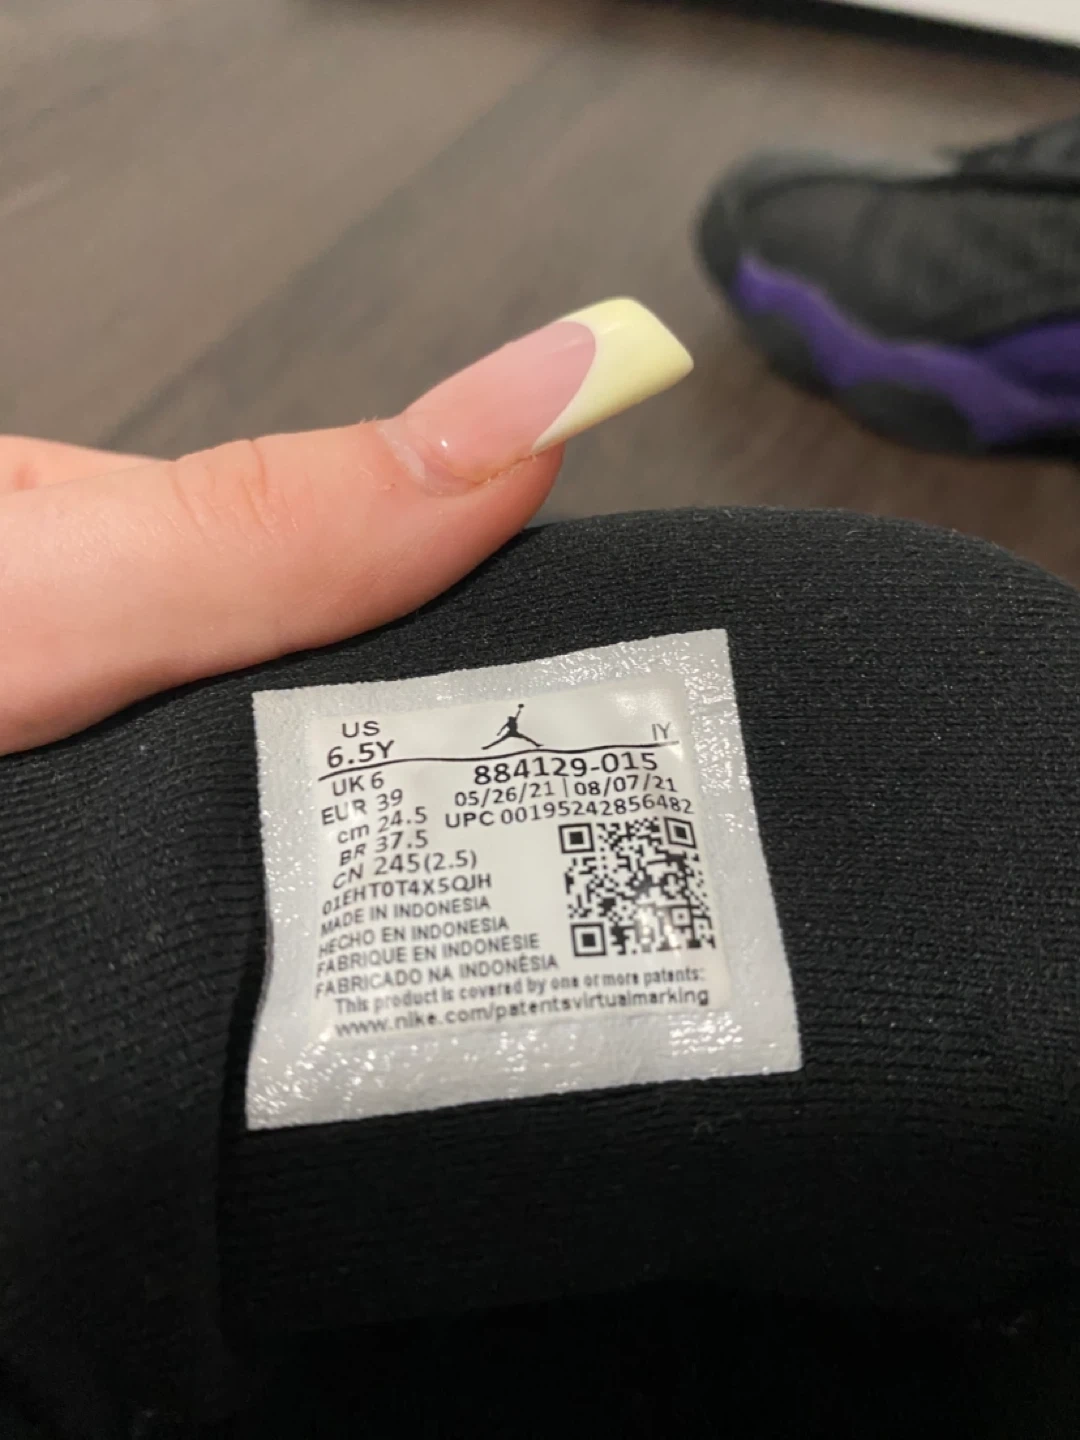 US
6.5Y
IY
UK 6
EUR 39
cm 24.5
BR 37.5
CN 245(2.5)
884129-015
05/26/21 | 08/07/21
UPC 00195242856482
01EHT0T4X5QJH
MADE IN INDONESIA
HECHO EN INDONESIA
FABRIQUE EN INDONESIE
FABRICADO NA INDONÉSIA
This product is covered by one or more patents:
www.nike.com/patentsvirtualmarking